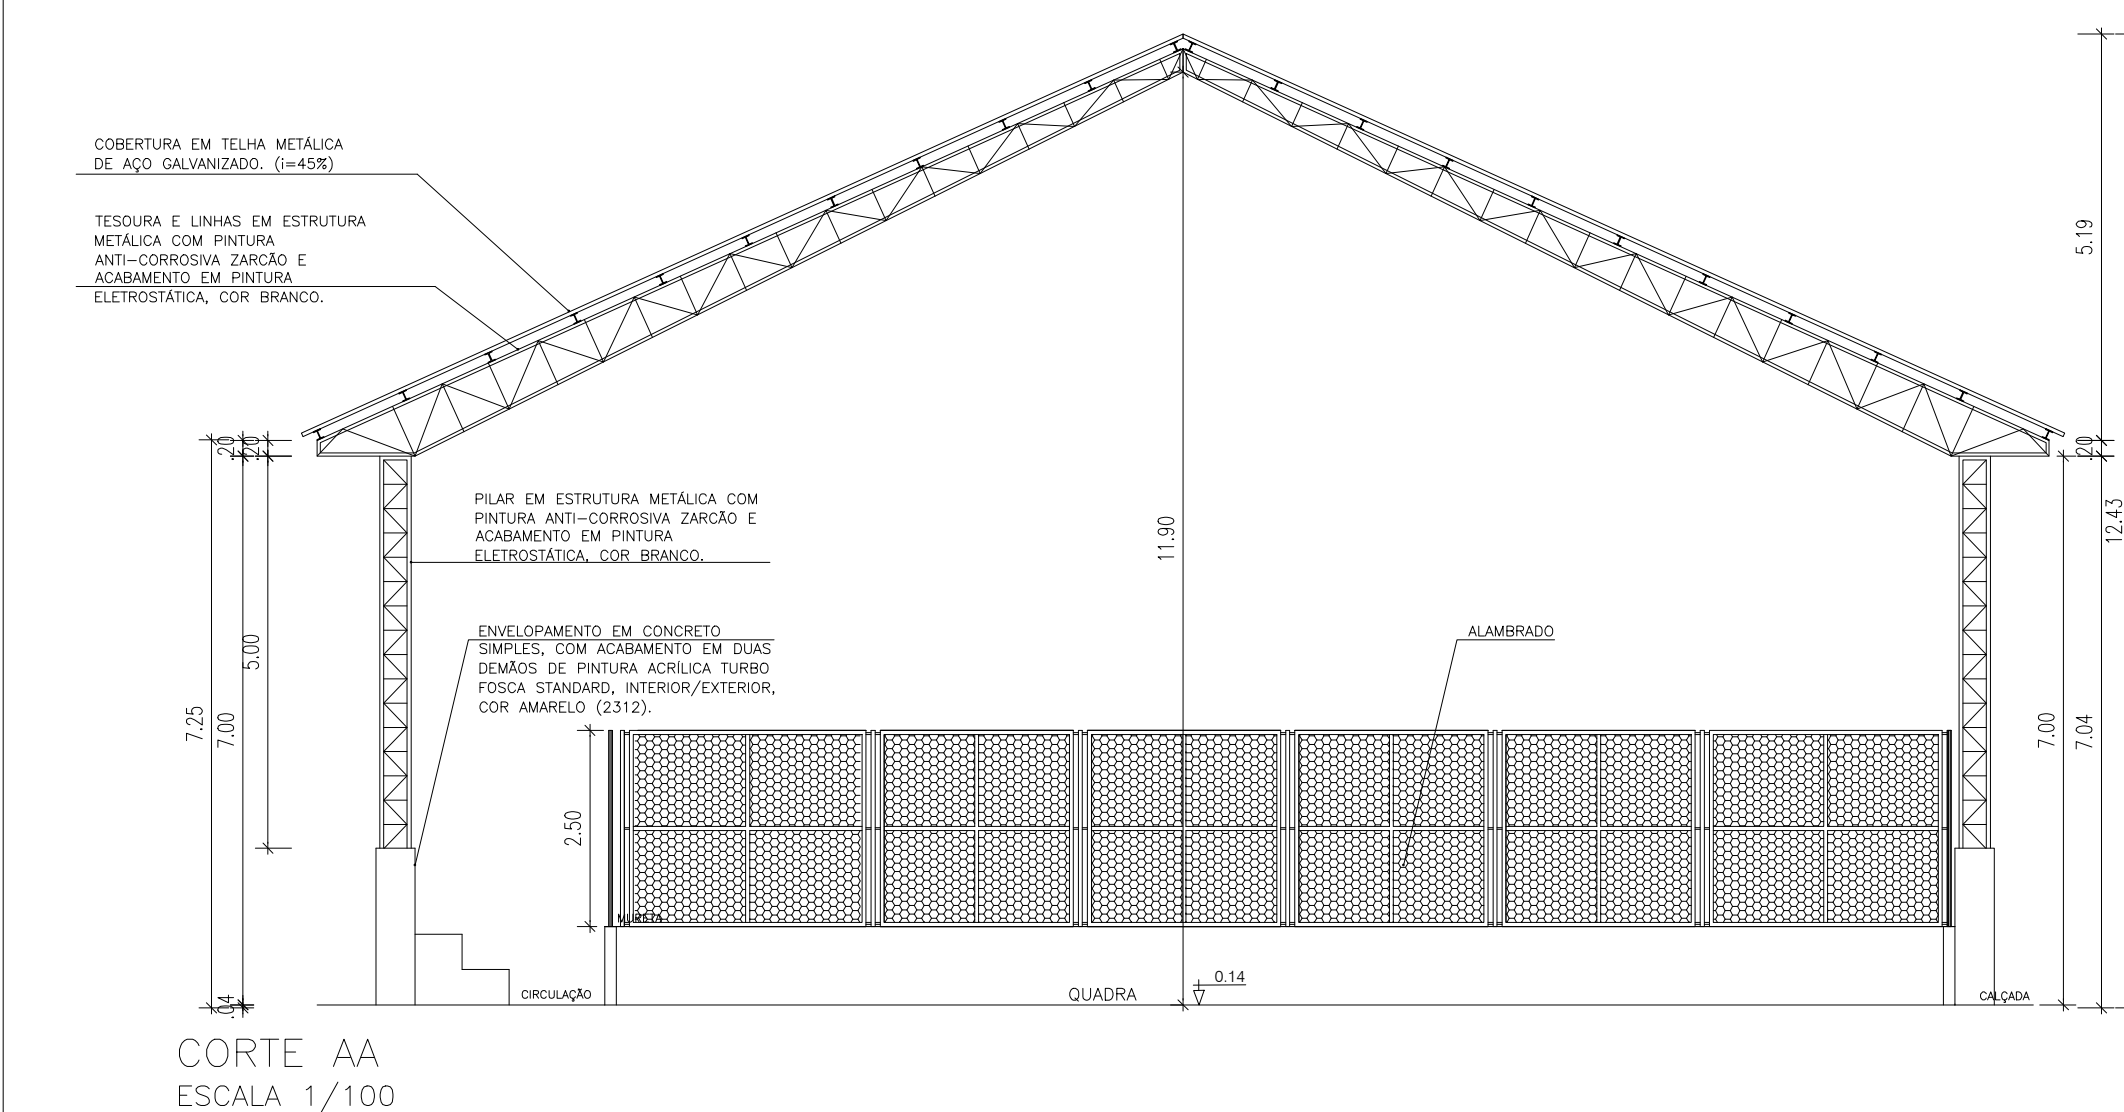 COBERTURA EM TELHA METÁLICA
DE AÇO GALVANIZADO. (i=45%)
TESOURA E LINHAS EM ESTRUTURA
METÁLICA COM PINTURA
ANTI-CORROSIVA ZARCÃO E
ACABAMENTO EM PINTURA
ELETROSTÁTICA, COR BRANCO.
5.19
.20
.20
.20
PILAR EM ESTRUTURA METÁLICA COM
PINTURA ANTI-CORROSIVA ZARCÃO E
ACABAMENTO EM PINTURA
ELETROSTÁTICA, COR BRANCO.
11.90
12.43
ENVELOPAMENTO EM CONCRETO
SIMPLES, COM ACABAMENTO EM DUAS
DEMÃOS DE PINTURA ACRÍLICA TURBO
FOSCA STANDARD, INTERIOR/EXTERIOR,
COR AMARELO (2312).
ALAMBRADO
5.00
7.25
7.00
7.00
7.04
2.50
MURETA
0.14
CIRCULAÇÃO
QUADRA
CALÇADA
.04
CORTE AA
ESCALA 1/100